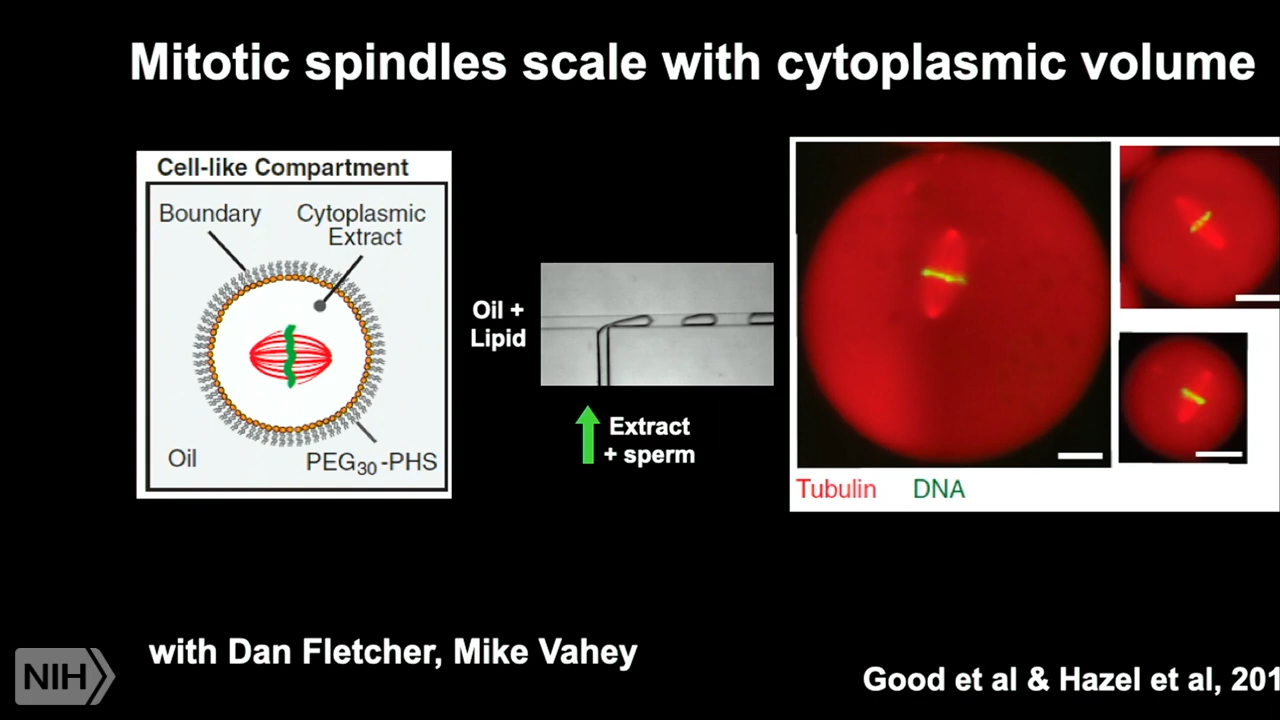 Mitotic spindles scale with cytoplasmic volume
Cell-like Compartment
Boundary
Cytoplasmic
Extract
Oil
PEG30-PHS
Oil +
Lipid
Extract
+ sperm
Tubulin DNA
with Dan Fletcher, Mike Vahey
NIH
Good et al & Hazel et al, 201